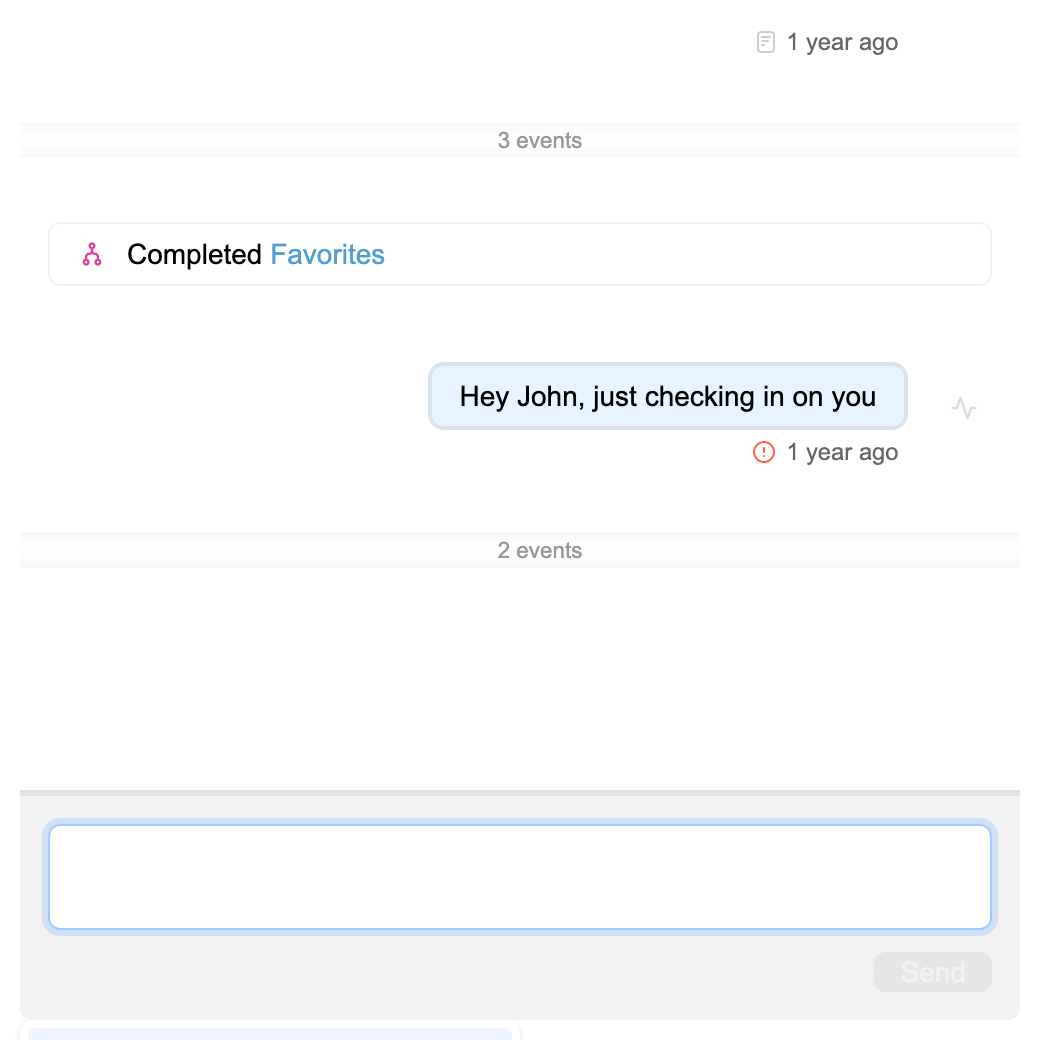 1 year ago
3 events
Completed Favorites
Hey John, just checking in on you
1 year ago
2 events
Send